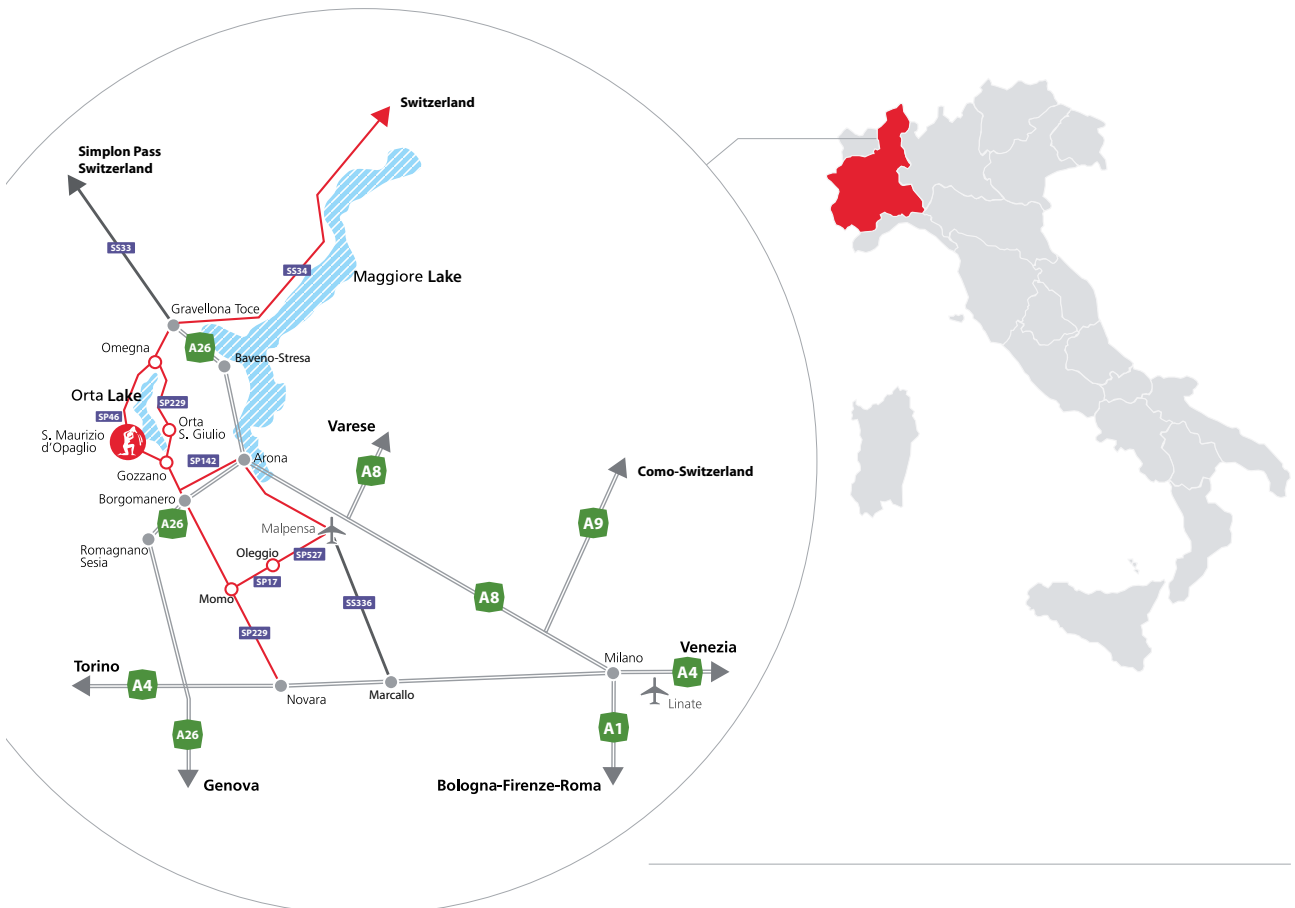 Switzerland
Simplon Pass
Switzerland
SS33
SS34
Maggiore Lake
Gravellona Toce
A26
Omegna
Baveno-Stresa
Orta Lake
SP229
SP46
Orta
S. Giulio
S. Maurizio
d'Opaglio
Varese
SP142
Arona
A8
Gozzano
Como-Switzerland
Borgomanero
A26
Malpensa
A9
Romagnano
Sesia
Oleggio
SP527
SP17
Momo
SS336
A8
SP229
Torino
Milano
Venezia
A4
A4
Novara
Marcallo
Linate
A26
A1
Genova
Bologna-Firenze-Roma